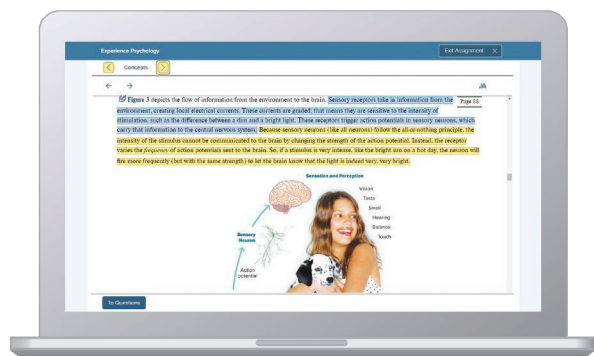 Experience Psychology
Exit Assignment X
Concepts
AA
Figure 3 depicts the flow of information from the environment to the brain. Sensory receptors take in information from the
Page 88
environment, creating local electrical currents. These currents are graded; that means they are sensitive to the intensity of
stimulation, such as the difference between a dim and a bright light. These receptors trigger action potentials in sensory neurons, which
carry that information to the central nervous system. Because sensory neurons (like all neurons) follow the all-or-nothing principle, the
intensity of the stimulus cannot be communicated to the brain by changing the strength of the action potential. Instead, the receptor
varies the frequency of action potentials sent to the brain. So, if a stimulus is very intense, like the bright sun on a hot day, the neuron will
fire more frequently (but with the same strength) to let the brain know that the light is indeed very, very bright.
Sensation and Perception
Vision
Taste
Smell
Hearing
Balance
Touch
Sensory
Neuron
Action
potential
To Questions